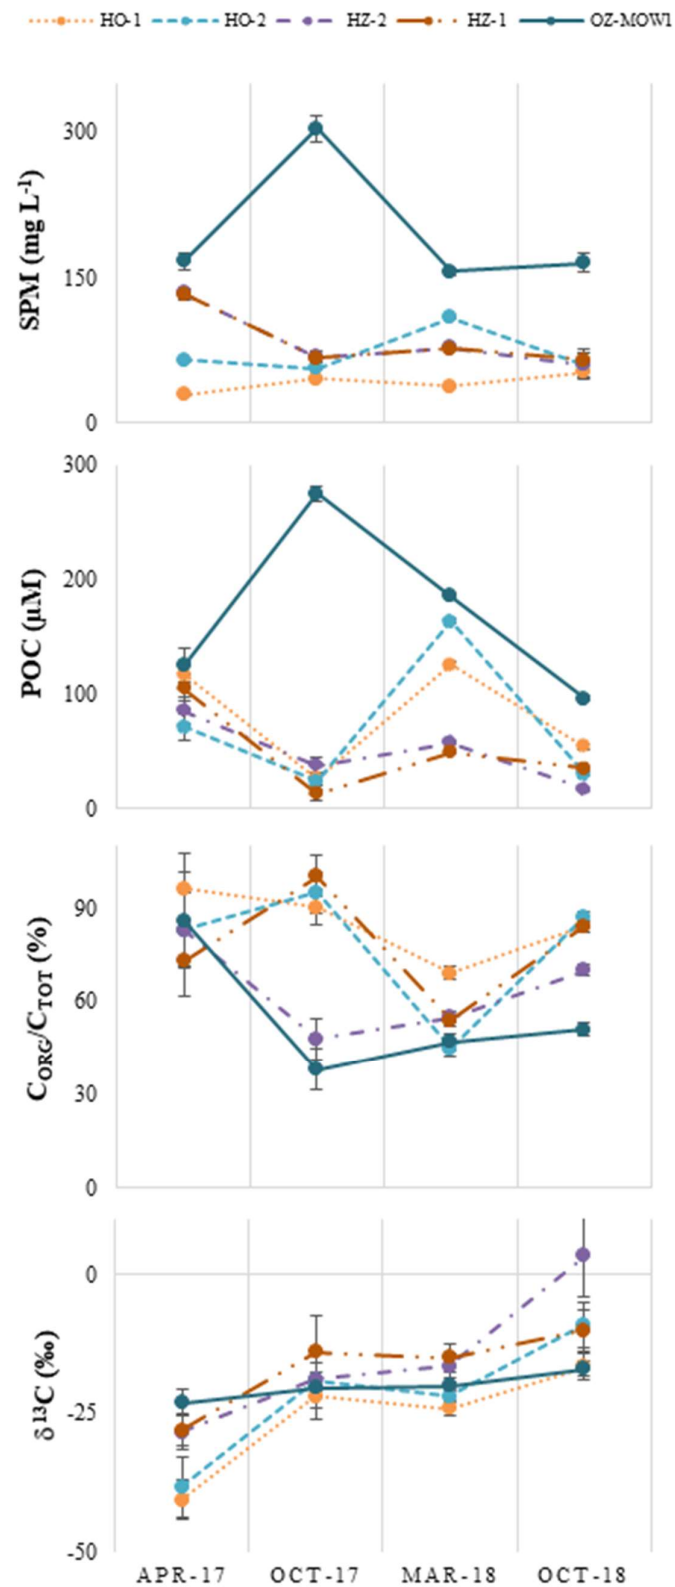 HO-1 HO-2 HZ-2 HZ-1 OZ-MOW1
SPM (mg L⁻¹)
300
150
0
POC (µM)
300
200
100
0
C_ORG/C_TOT (%)
90
60
30
0
δ¹³C (‰)
0
-25
-50
APR-17 OCT-17 MAR-18 OCT-18